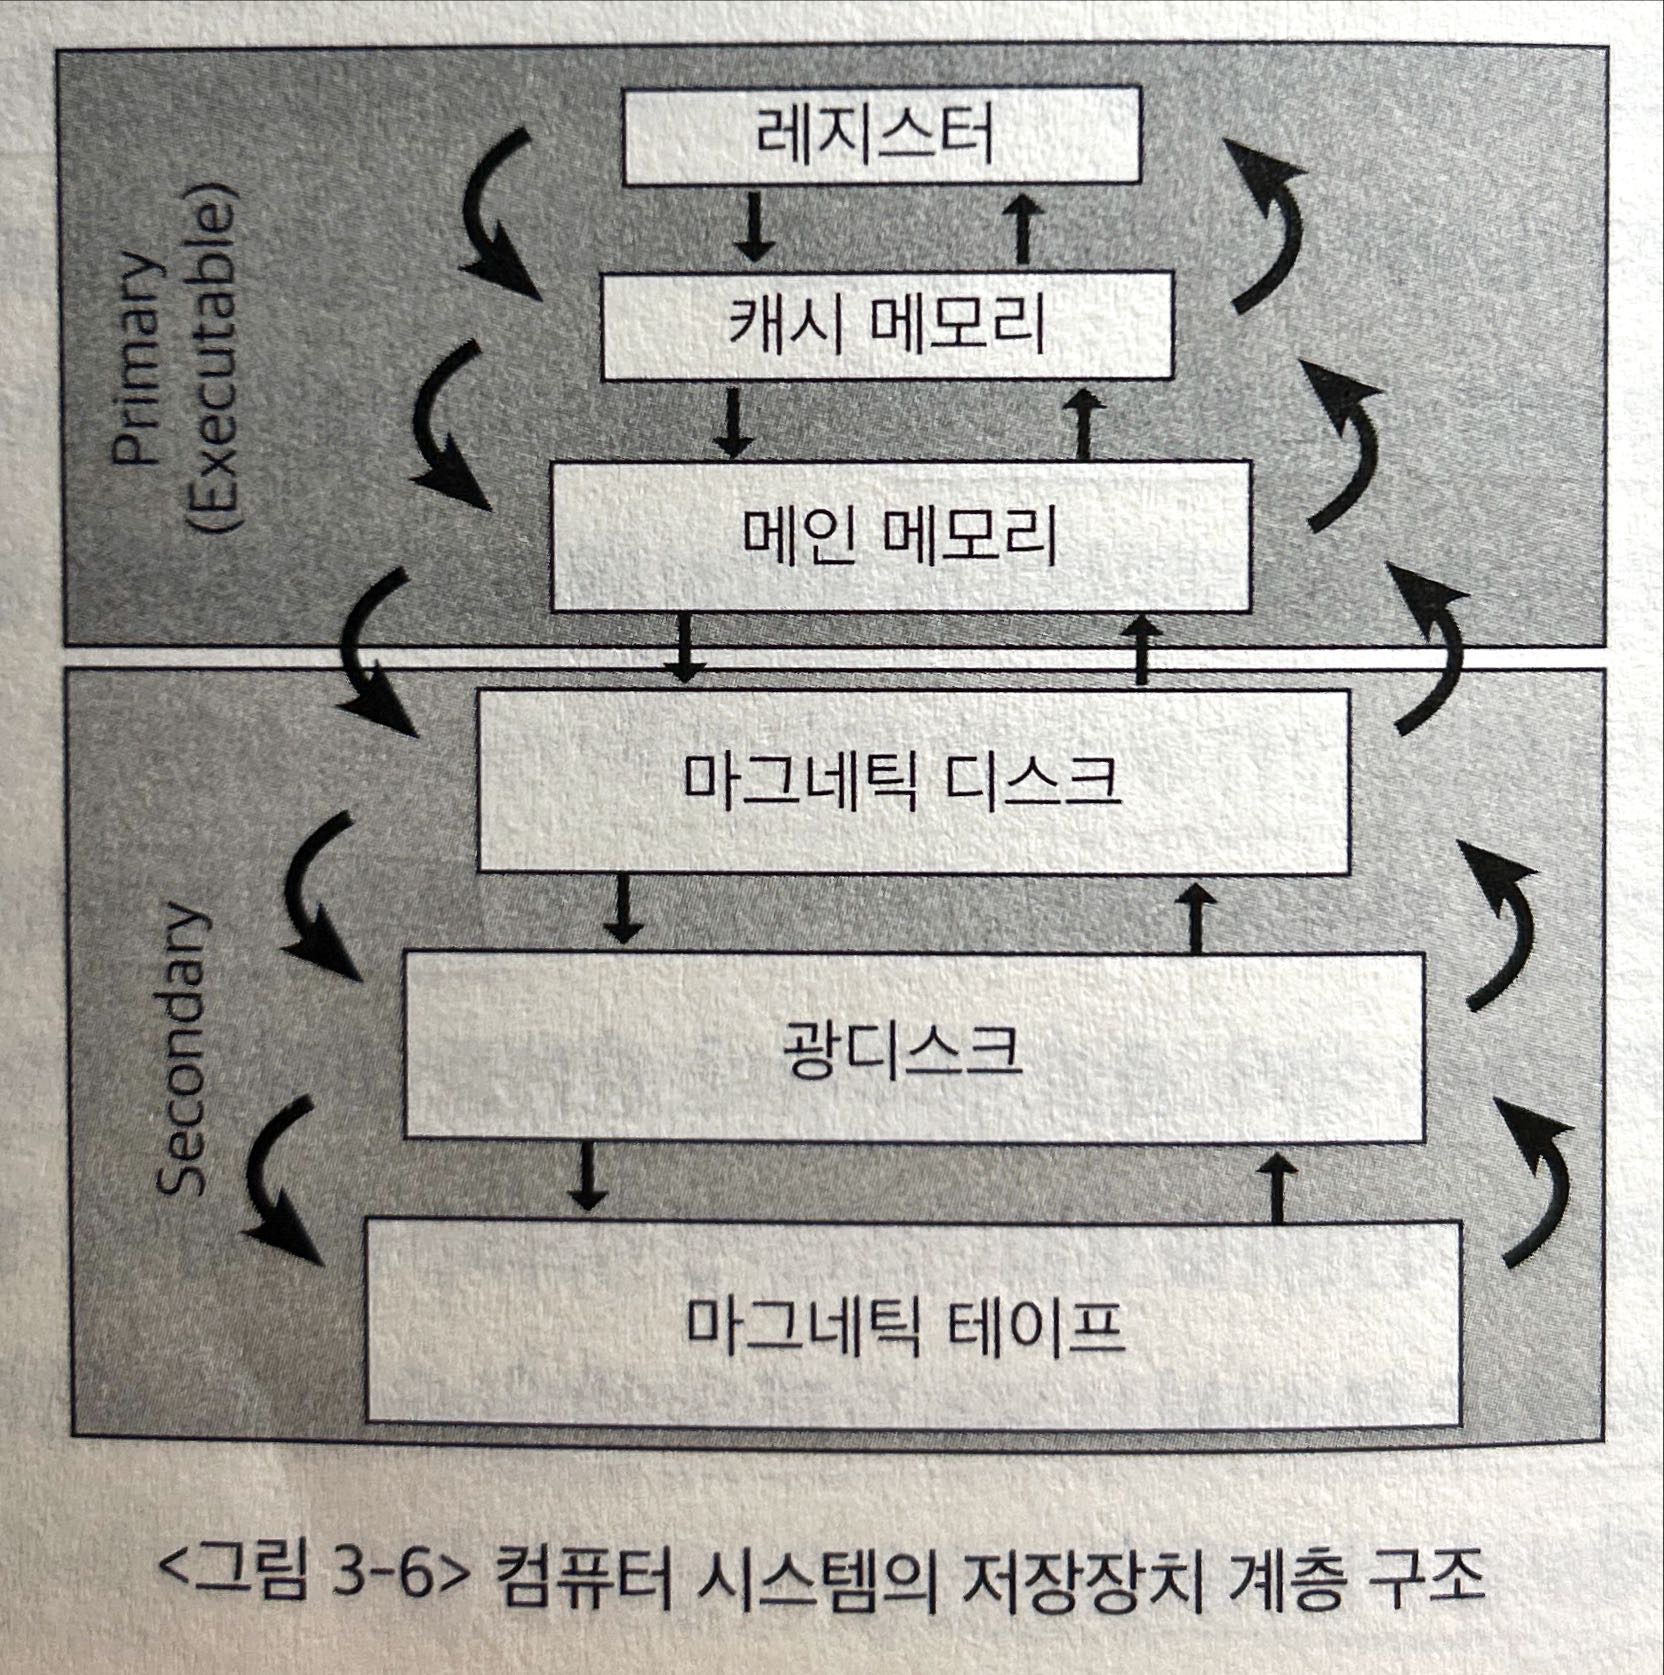 Primary
(Executable)
레지스터
캐시 메모리
메인 메모리
Secondary
마그네틱 디스크
광디스크
마그네틱 테이프
<그림 3-6> 컴퓨터 시스템의 저장장치 계층 구조